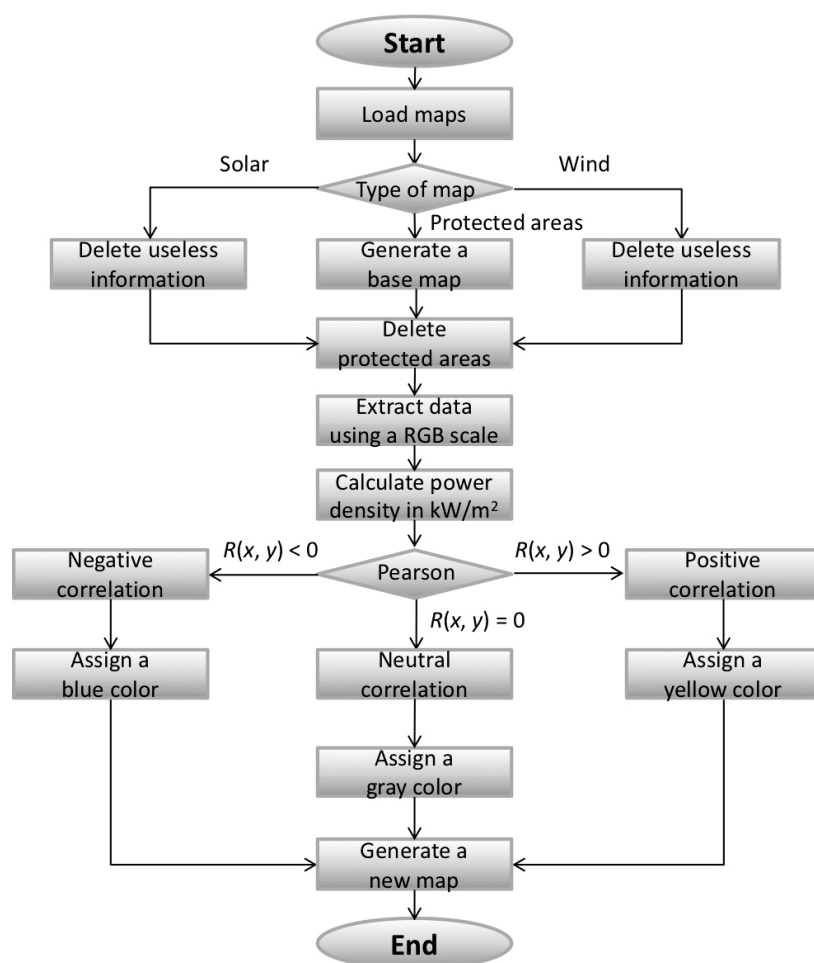 Start
Load maps
Solar
Type of map
Wind
Protected areas
Delete useless
information
Generate a
base map
Delete useless
information
Delete
protected areas
Extract data
using a RGB scale
Calculate power
density in kW/m²
R(x, y) < 0
R(x, y) > 0
Negative
correlation
Pearson
Positive
correlation
R(x, y) = 0
Assign a
blue color
Neutral
correlation
Assign a
yellow color
Assign a
gray color
Generate a
new map
End